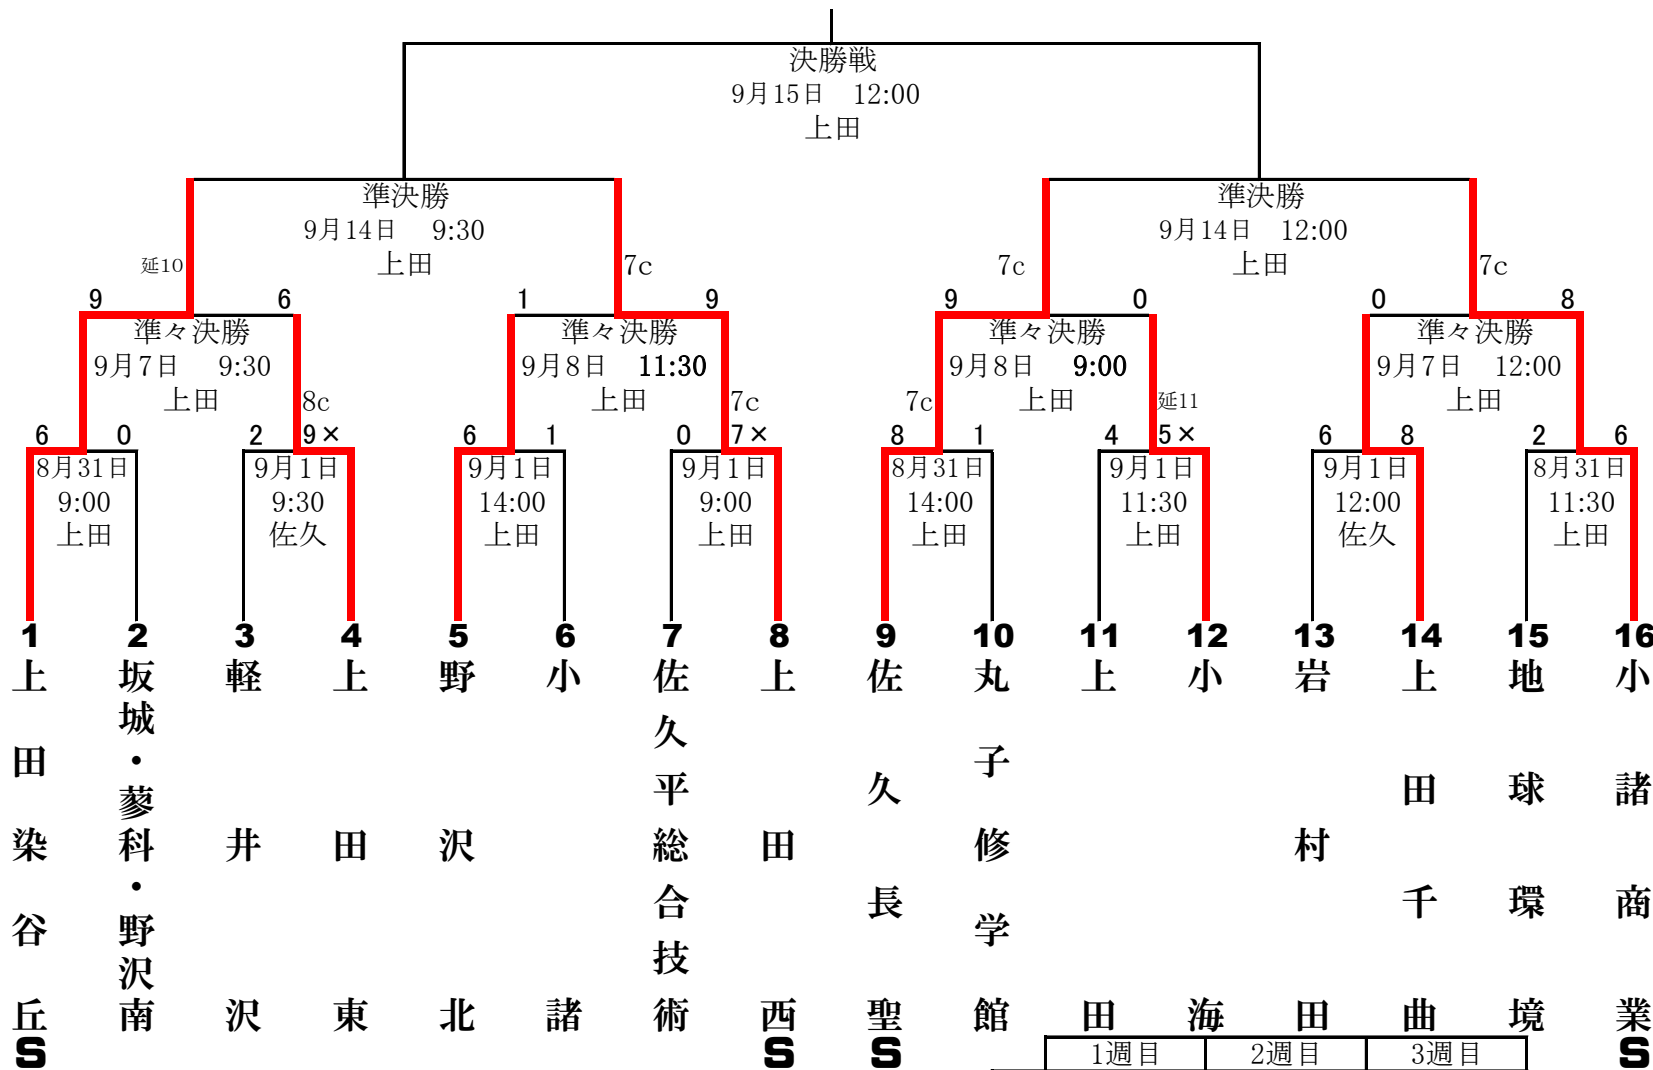 決勝戦
9月15日 12:00
上田
準決勝
9月14日 9:30
上田
準決勝
9月14日 12:00
上田
延10
7c
7c
7c
9 6
1 9
9 0
0 8
準々決勝
9月7日 9:30
上田
準々決勝
9月8日 11:30
上田
準々決勝
9月8日 9:00
上田
準々決勝
9月7日 12:00
上田
8c
7c
7c
延11
6 0
2 9×
6 1
0 7×
8 1
4 5×
6 8
2 6
8月31日
9:00
上田
9月1日
9:30
佐久
9月1日
14:00
上田
9月1日
9:00
上田
8月31日
14:00
上田
9月1日
11:30
上田
9月1日
12:00
佐久
8月31日
11:30
上田
1 2 3 4 5 6 7 8 9 10 11 12 13 14 15 16
上田染谷丘
坂城・蓼科・野沢南
軽井沢
上田東
野沢北
小諸
佐久平総合技術
上田西
佐久長聖
丸子修学館
上田
小海
岩村田
上田千曲
地球環境
小諸商業
S S S S
1週目 2週目 3週目